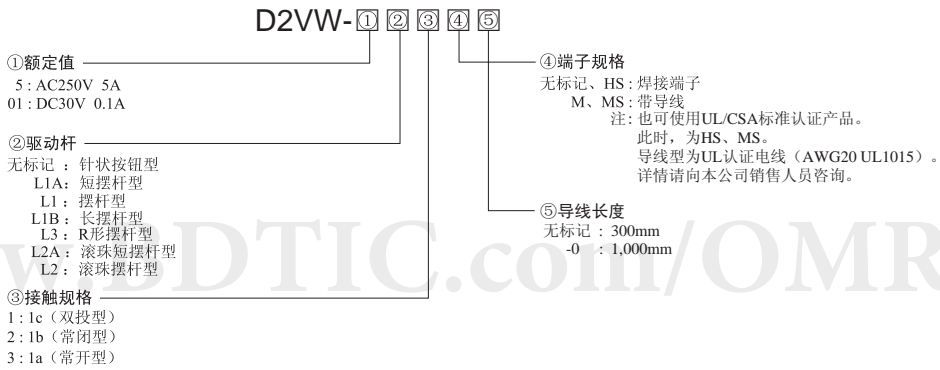 D2VW-①②③④⑤
①额定值
5 : AC250V 5A
01 : DC30V 0.1A
②驱动杆
无标记 : 针状按钮型
L1A : 短摆杆型
L1 : 摆杆型
L1B : 长摆杆型
L3 : R形摆杆型
L2A : 滚珠短摆杆型
L2 : 滚珠摆杆型
③接触规格
1 : 1c（双投型）
2 : 1b（常闭型）
3 : 1a（常开型）
④端子规格
无标记、HS : 焊接端子
M、MS : 带导线
注: 也可使用UL/CSA标准认证产品。
此时，为HS、MS。
导线型为UL认证电线（AWG20 UL1015）。
详情请向本公司销售人员咨询。
⑤导线长度
无标记 : 300mm
-0 : 1,000mm
w.BDTIC.com/OMR